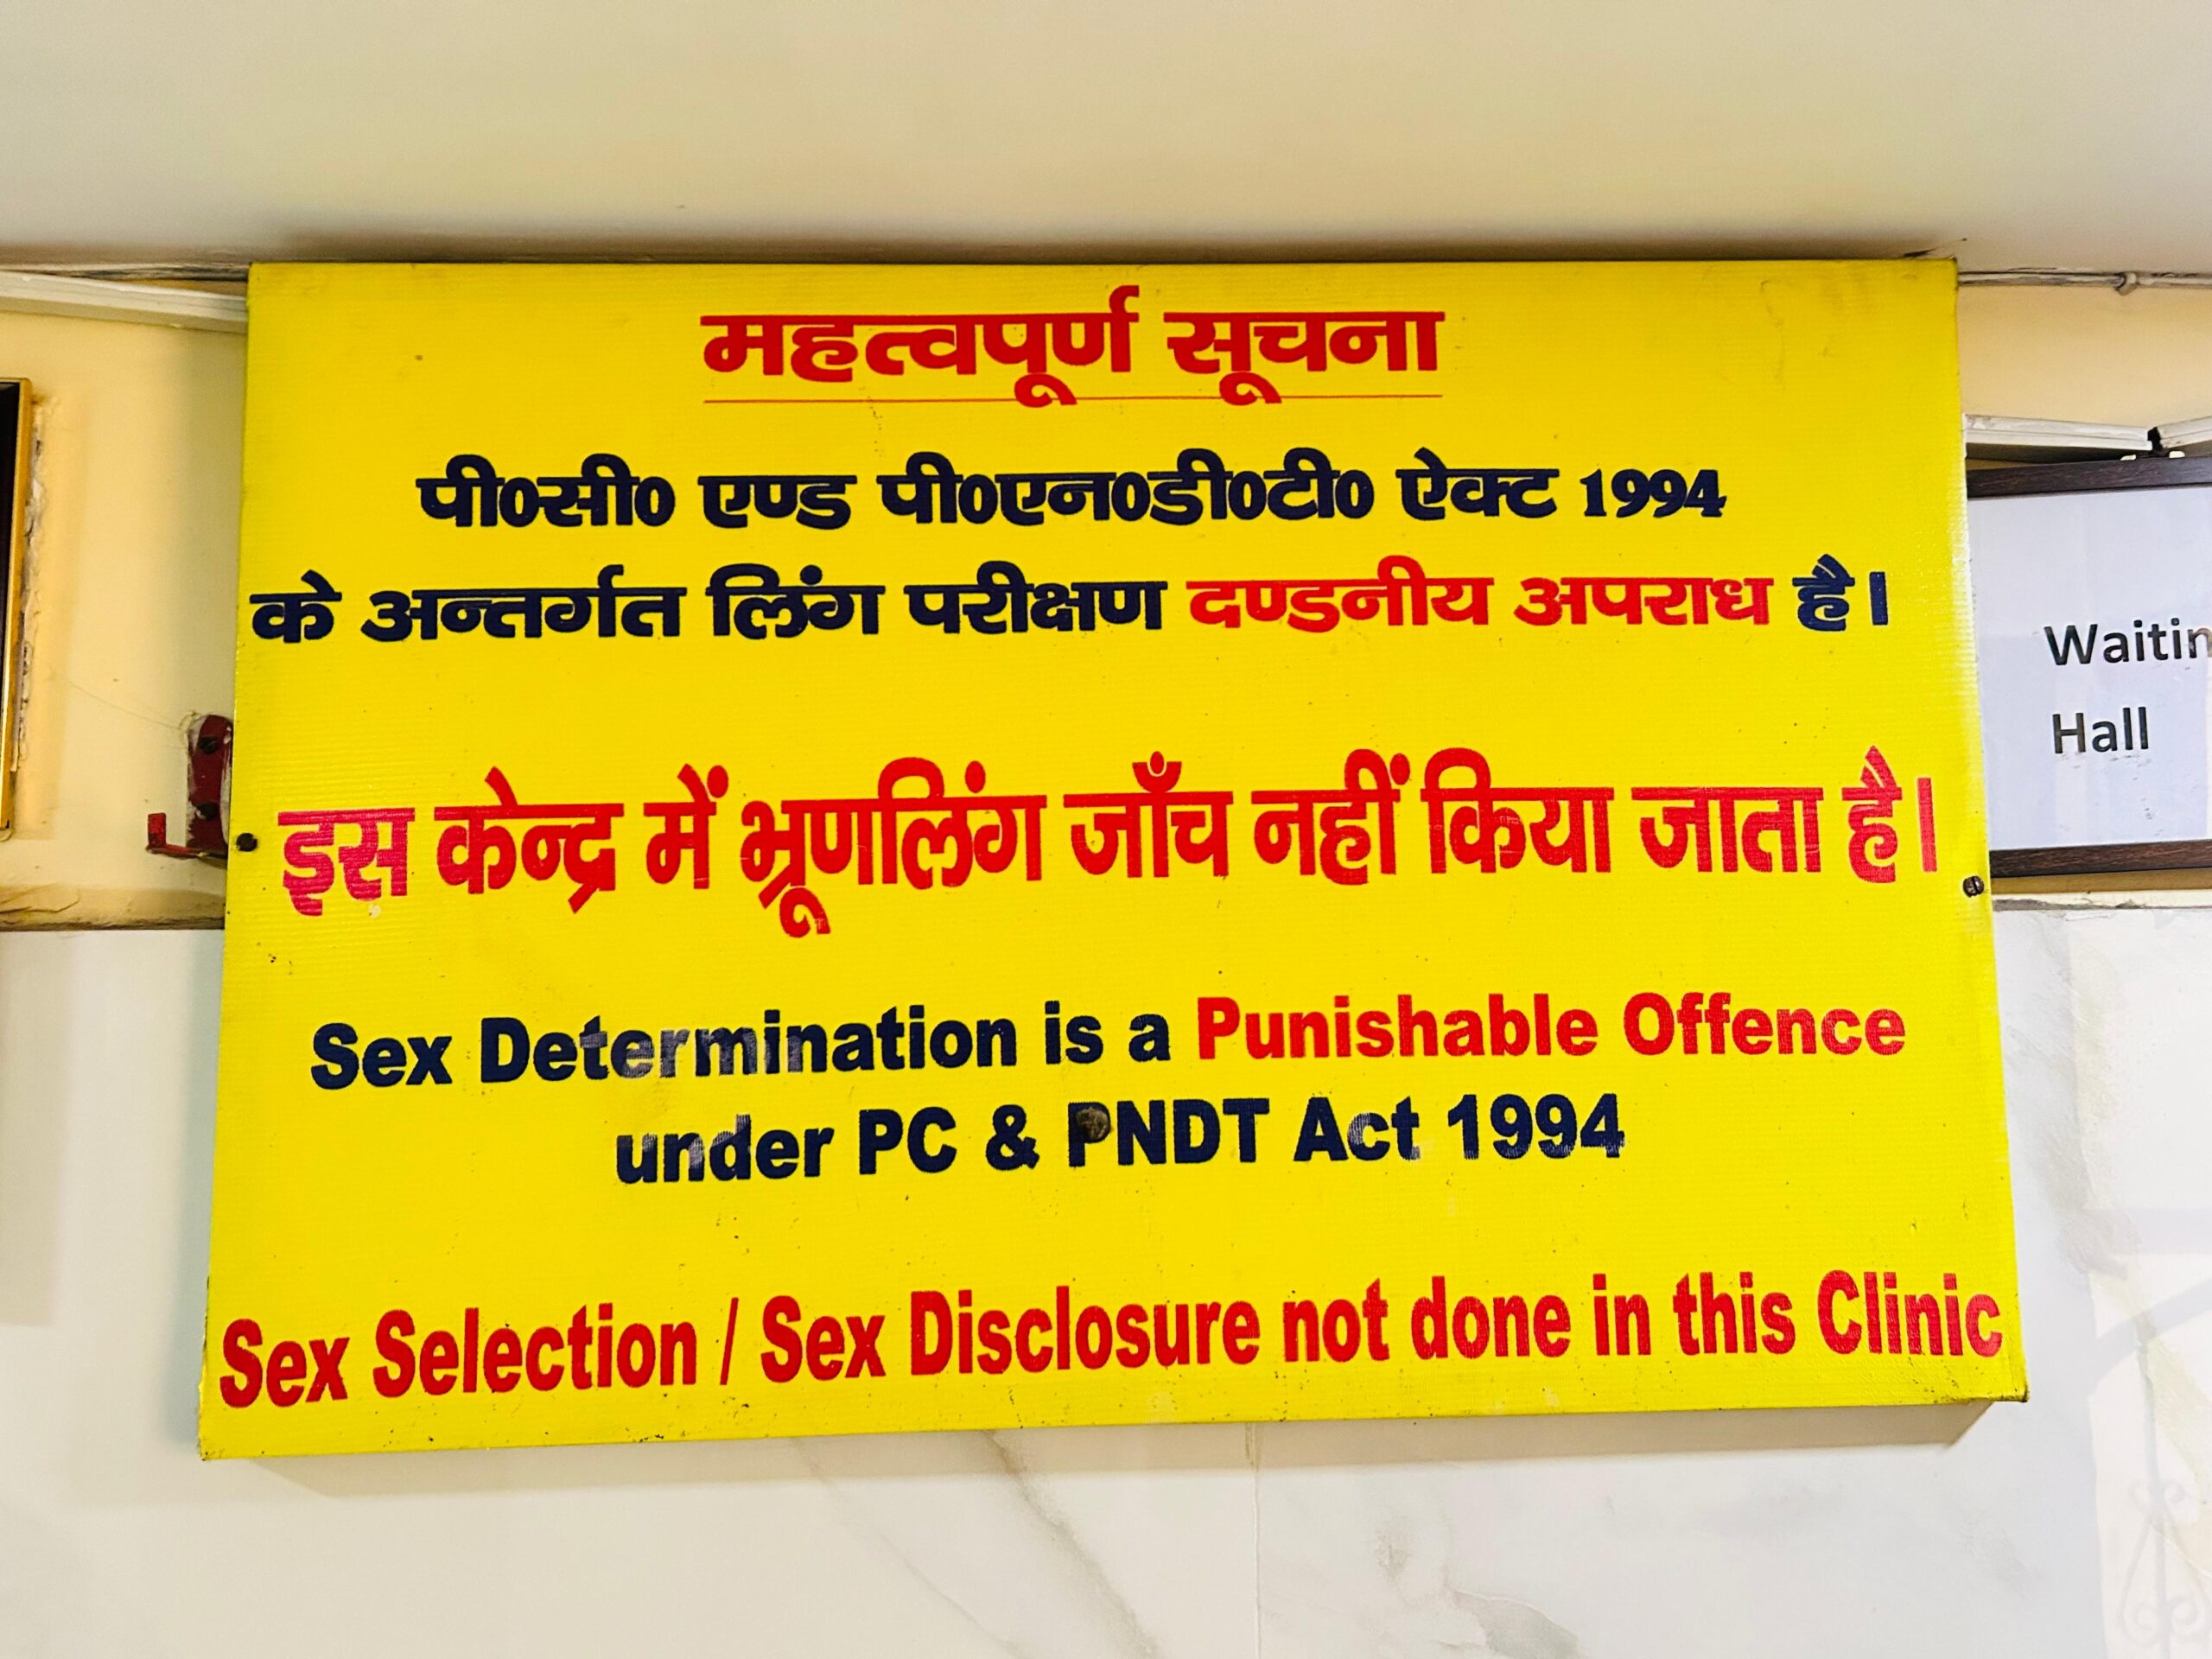 महत्वपूर्ण सूचना
पी०सी० एण्ड पी०एन०डी०टी० ऐक्ट 1994
के अन्तर्गत लिंग परीक्षण दण्डनीय अपराध है।
इस केन्द्र में भ्रूणलिंग जाँच नहीं किया जाता है।
Sex Determination is a Punishable Offence
under PC & PNDT Act 1994
Sex Selection / Sex Disclosure not done in this Clinic
Waitin
Hall